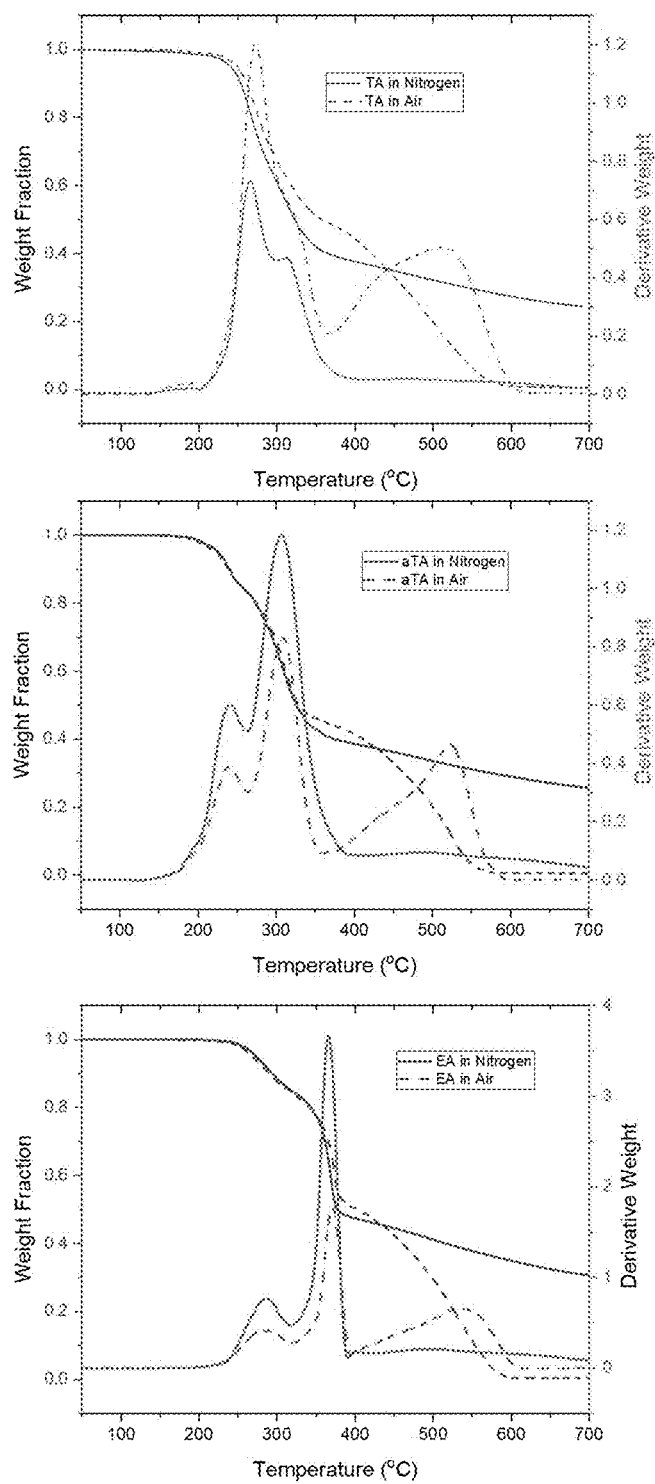 1.0
0.8
0.6
0.4
0.2
0.0
Weight Fraction
1.2
1.0
0.8
0.6
0.4
0.2
0.0
Derivative Weight
TA in Nitrogen
TA in Air
100 200 300 400 500 600 700
Temperature (°C)
1.0
0.8
0.6
0.4
0.2
0.0
Weight Fraction
1.2
0.9
0.6
0.3
0.0
Derivative Weight
aTA in Nitrogen
aTA in Air
100 200 300 400 500 600 700
Temperature (°C)
1.0
0.8
0.6
0.4
0.2
0.0
Weight Fraction
4
3
2
1
0
Derivative Weight
EA in Nitrogen
EA in Air
100 200 300 400 500 600 700
Temperature (°C)